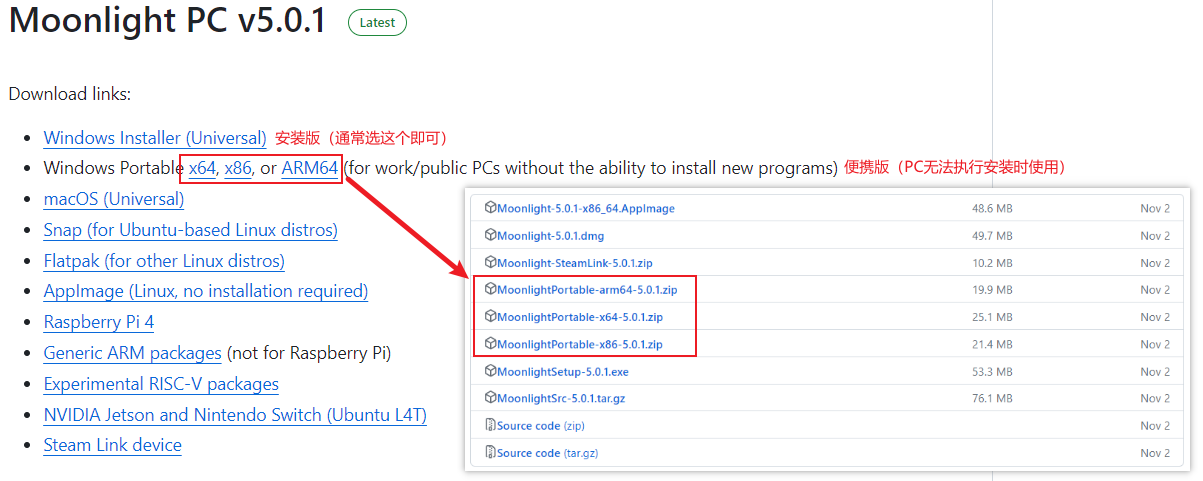 Moonlight PC v5.0.1 Latest
Download links:
Windows Installer (Universal) 安装版（通常选这个即可）
Windows Portable x64, x86, or ARM64 (for work/public PCs without the ability to install new programs) 便携版（PC无法执行安装时使用）
macOS (Universal)
Snap (for Ubuntu-based Linux distros)
Flatpak (for other Linux distros)
AppImage (Linux, no installation required)
Raspberry Pi 4
Generic ARM packages (not for Raspberry Pi)
Experimental RISC-V packages
NVIDIA Jetson and Nintendo Switch (Ubuntu L4T)
Steam Link device
Moonlight-5.0.1-x86_64.AppImage 48.6 MB Nov 2
Moonlight-5.0.1.dmg 49.7 MB Nov 2
Moonlight-SteamLink-5.0.1.zip 10.2 MB Nov 2
MoonlightPortable-arm64-5.0.1.zip 19.9 MB Nov 2
MoonlightPortable-x64-5.0.1.zip 25.1 MB Nov 2
MoonlightPortable-x86-5.0.1.zip 21.4 MB Nov 2
MoonlightSetup-5.0.1.exe 53.3 MB Nov 2
MoonlightSrc-5.0.1.tar.gz 76.1 MB Nov 2
Source code (zip) Nov 2
Source code (tar.gz) Nov 2